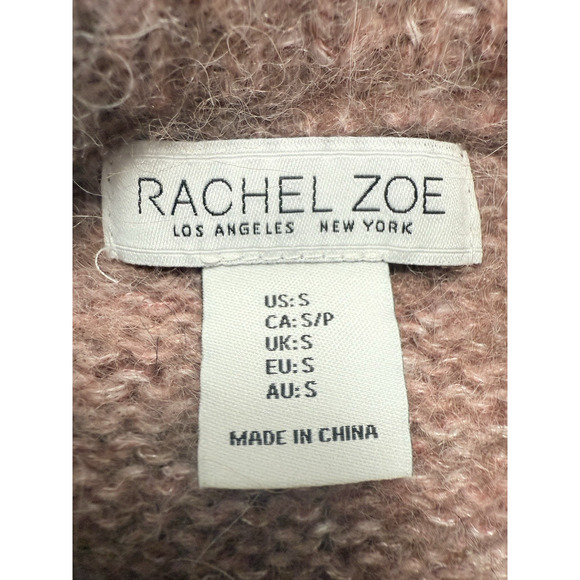 RACHEL ZOE
LOS ANGELES NEW YORK
US: S
CA: S/P
UK: S
EU: S
AU: S
MADE IN CHINA